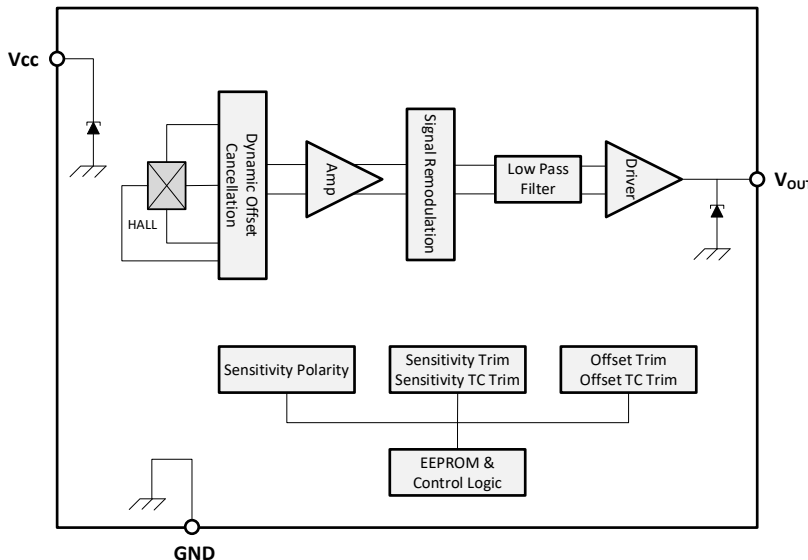 Vcc
Dynamic Offset
Cancellation
HALL
Amp
Signal Remodulation
Low Pass
Filter
Driver
VOUT
Sensitivity Polarity
Sensitivity Trim
Sensitivity TC Trim
Offset Trim
Offset TC Trim
EEPROM &
Control Logic
GND